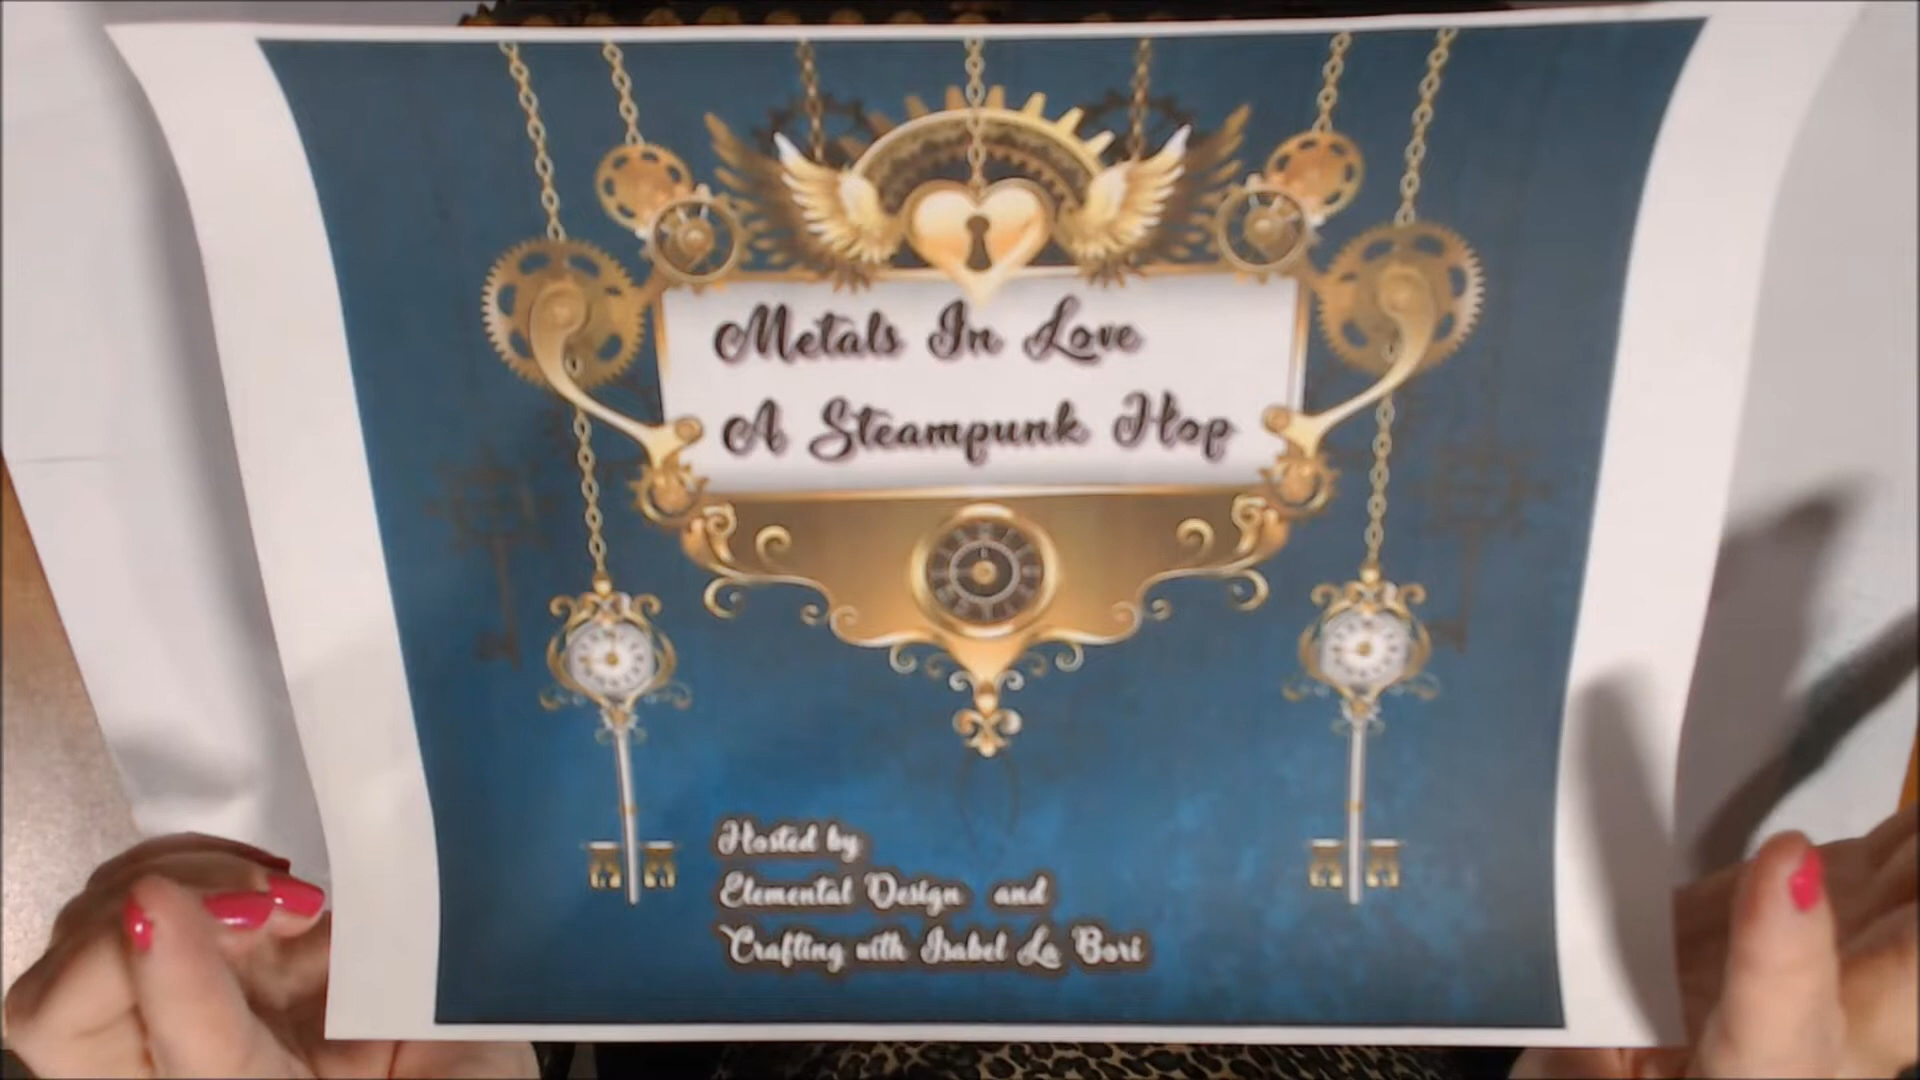 Metals In Love
A Steampunk Hop
Hosted by
Elemental Design and
Crafting with Isabel La Bori